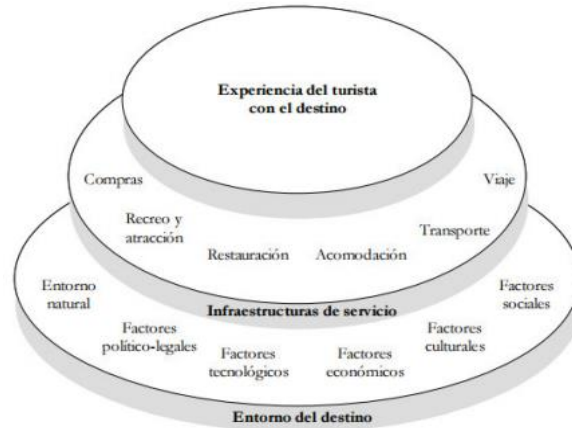 Experiencia del turista
con el destino
Compras
Viaje
Recreo y
atracción
Restauración
Acomodación
Transporte
Infraestructuras de servicio
Entorno
natural
Factores
político-legales
Factores
tecnológicos
Factores
económicos
Factores
culturales
Factores
sociales
Entorno del destino